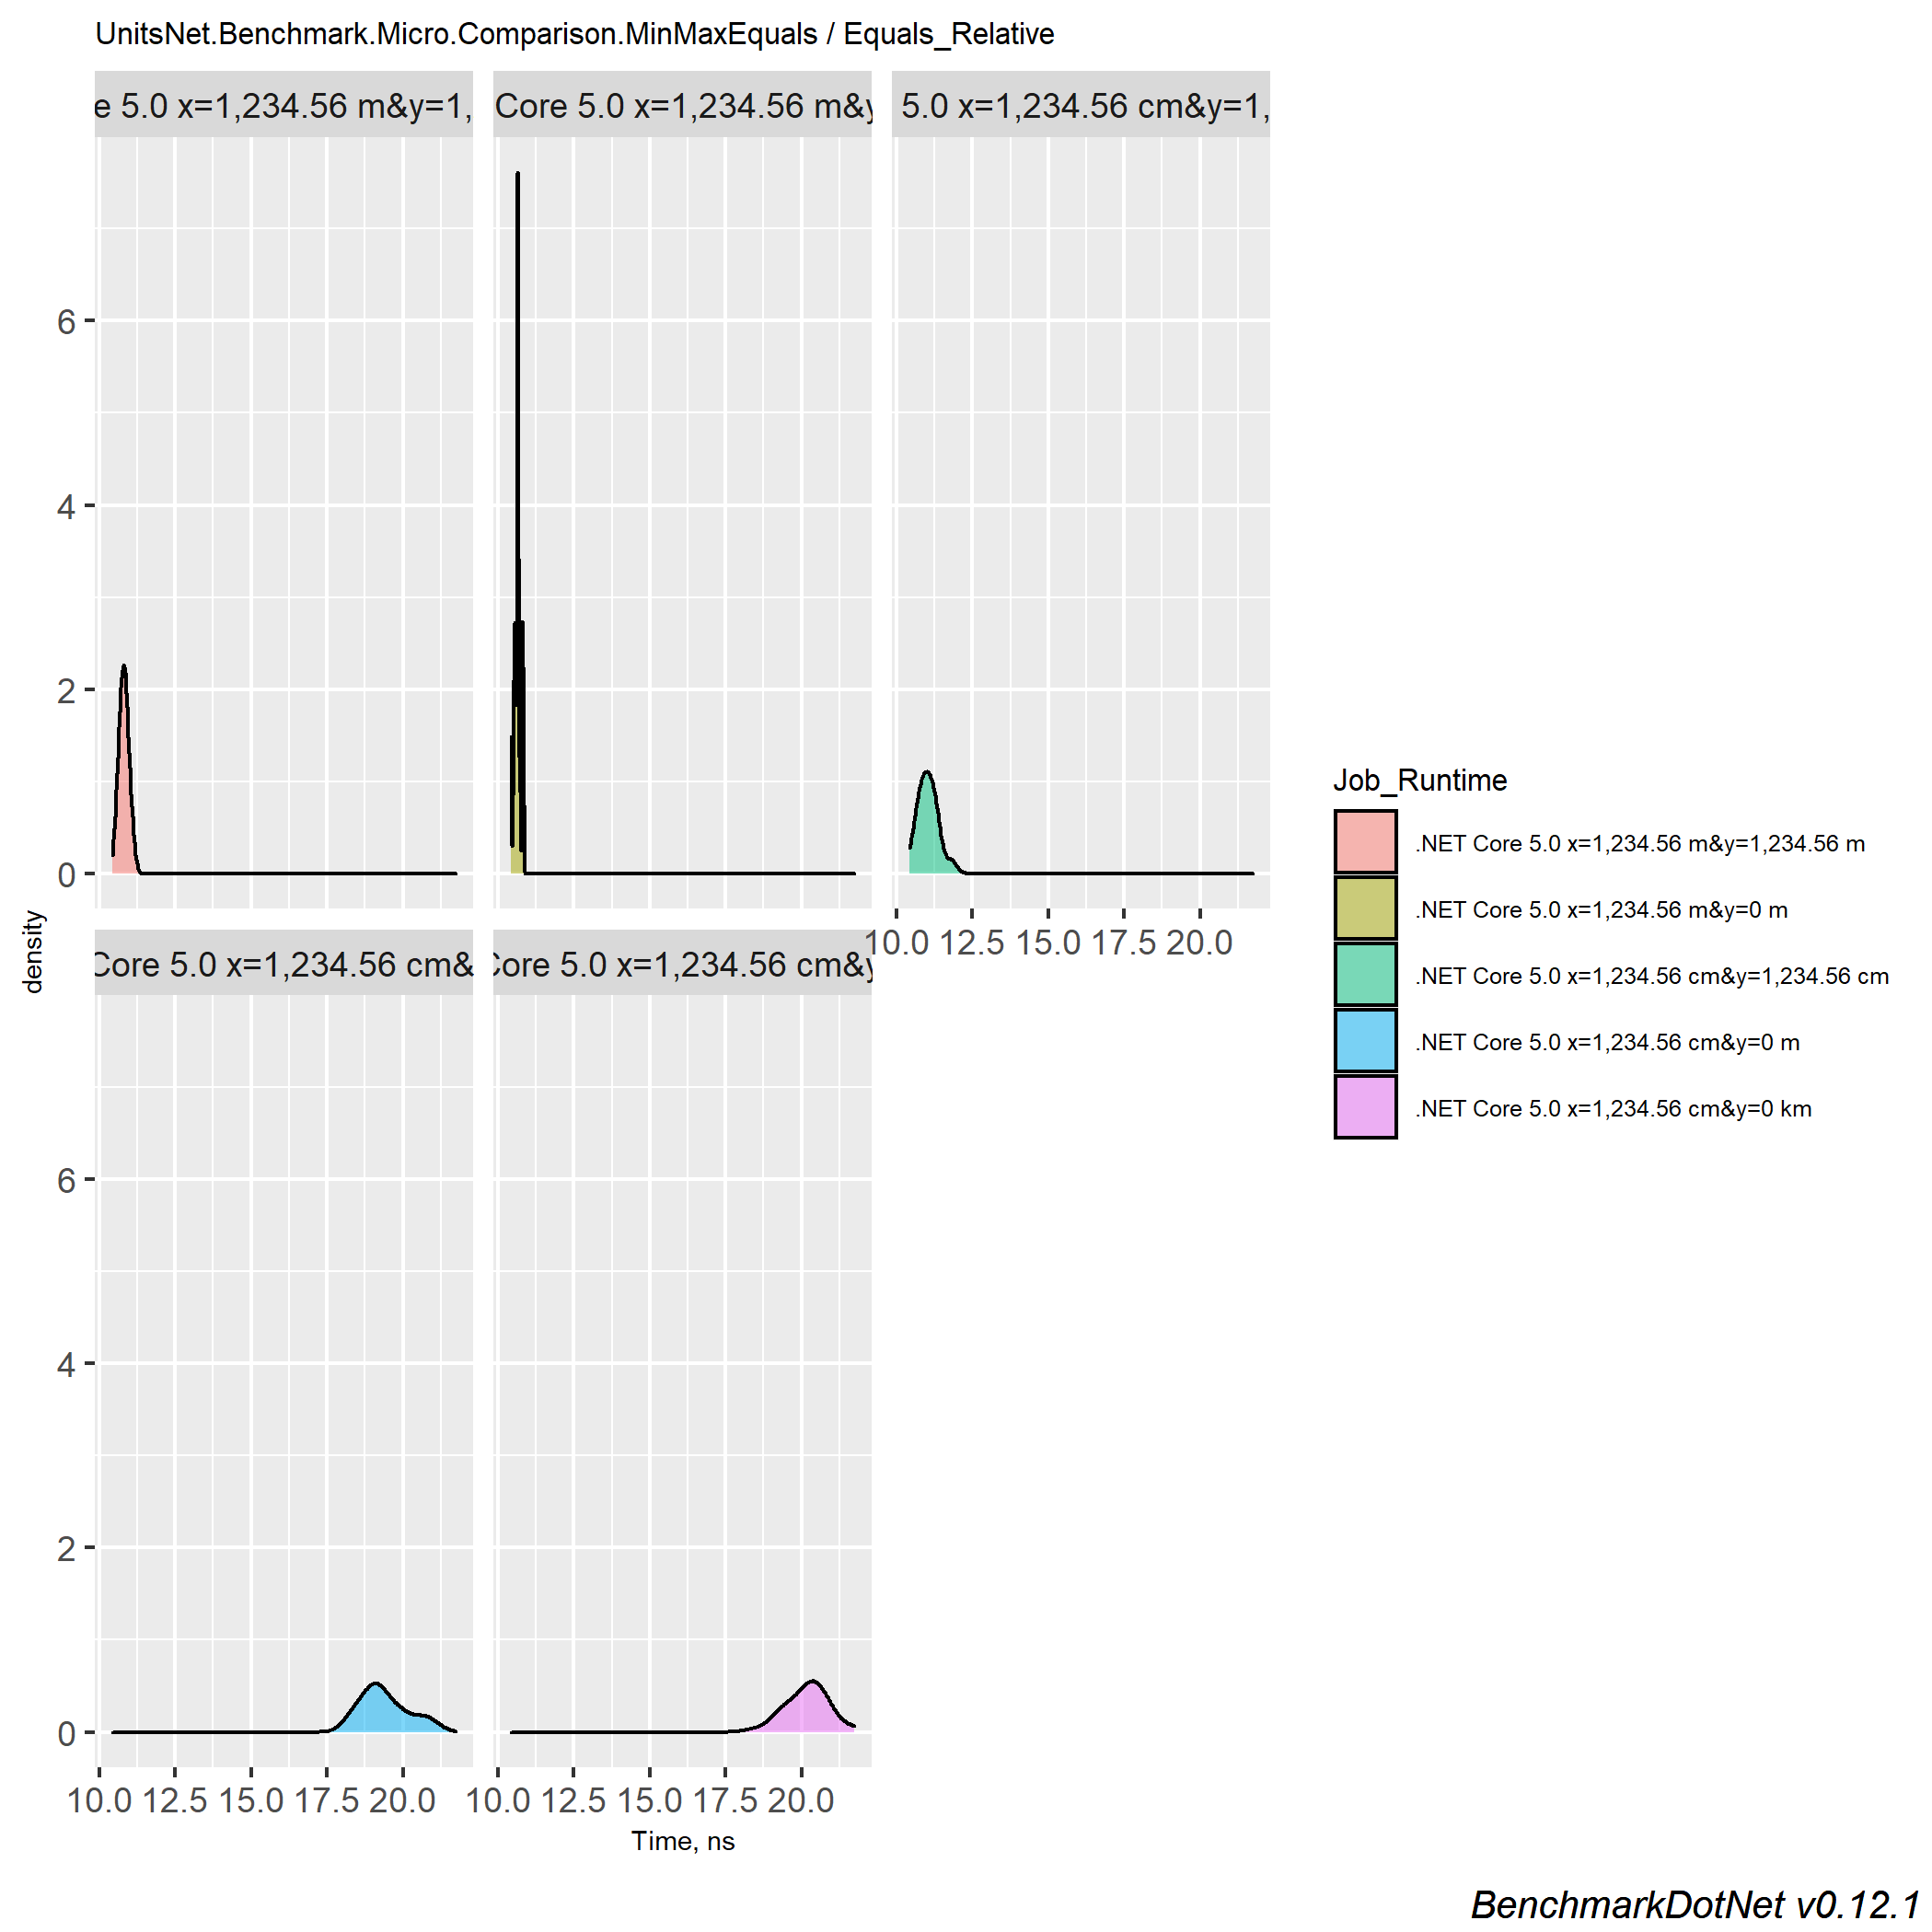 UnitsNet.Benchmark.Micro.Comparison.MinMaxEquals / Equals_Relative
e 5.0 x=1,234.56 m&y=1,
Core 5.0 x=1,234.56 m&y
5.0 x=1,234.56 cm&y=1,
6
4
2
0
10.0 12.5 15.0 17.5 20.0
density
Core 5.0 x=1,234.56 cm&
Core 5.0 x=1,234.56 cm&y
6
4
2
0
10.0 12.5 15.0 17.5 20.0
10.0 12.5 15.0 17.5 20.0
Time, ns
Job_Runtime
.NET Core 5.0 x=1,234.56 m&y=1,234.56 m
.NET Core 5.0 x=1,234.56 m&y=0 m
.NET Core 5.0 x=1,234.56 cm&y=1,234.56 cm
.NET Core 5.0 x=1,234.56 cm&y=0 m
.NET Core 5.0 x=1,234.56 cm&y=0 km
BenchmarkDotNet v0.12.1